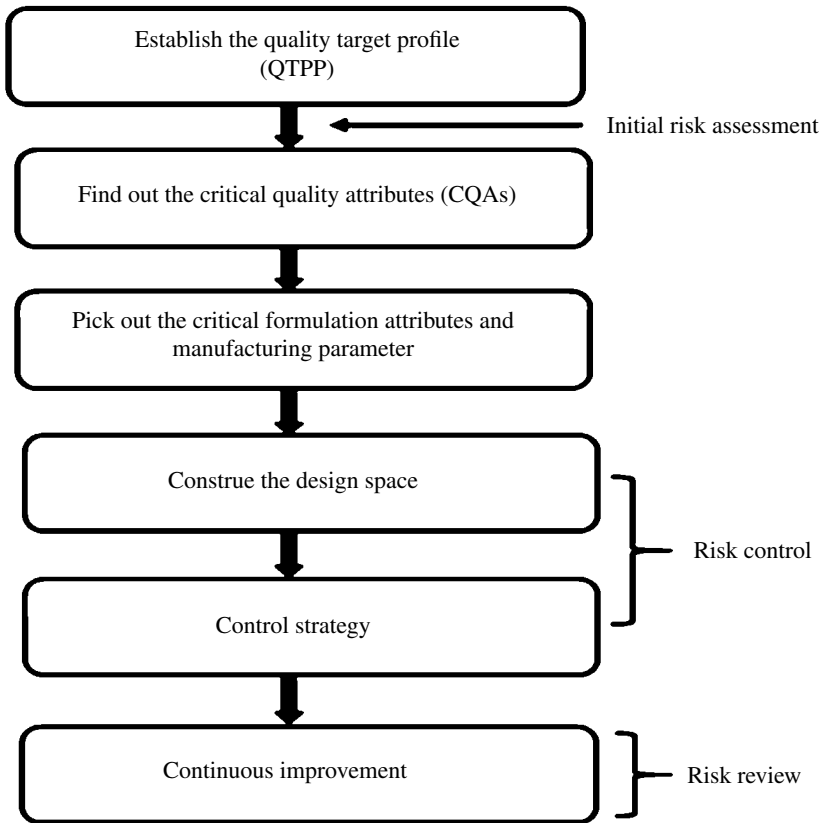 Establish the quality target profile
(QTPP)
Initial risk assessment
Find out the critical quality attributes (CQAs)
Pick out the critical formulation attributes and
manufacturing parameter
Construe the design space
Risk control
Control strategy
Continuous improvement
Risk review